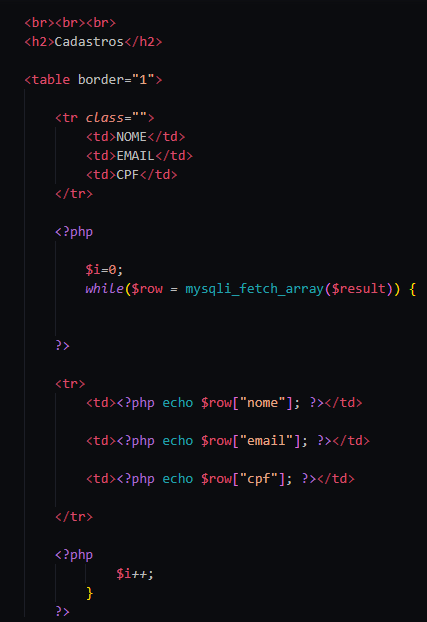 <br><br><br>
<h2>Cadastros</h2>
<table border="1">
<tr class="">
<td>NOME</td>
<td>EMAIL</td>
<td>CPF</td>
</tr>
<?php
$i=0;
while($row = mysqli_fetch_array($result)) {
?>
<tr>
<td><?php echo $row["nome"]; ?></td>
<td><?php echo $row["email"]; ?></td>
<td><?php echo $row["cpf"]; ?></td>
</tr>
<?php
$i++;
}
?>